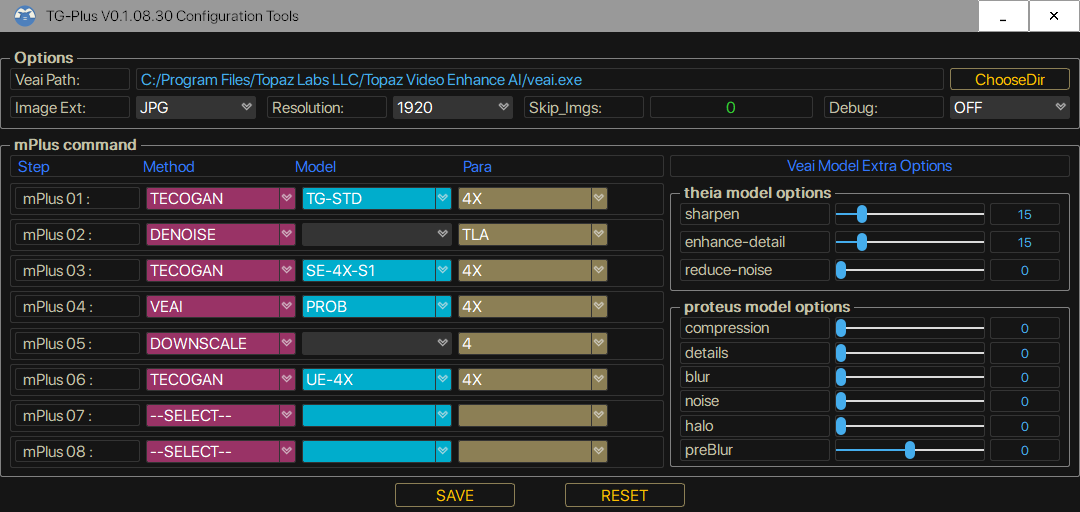 TG-Plus V0.1.08.30 Configuration Tools
Options
Veai Path: C:/Program Files/Topaz Labs LLC/Topaz Video Enhance AI/veai.exe ChooseDir
Image Ext: JPG Resolution: 1920 Skip_Imgs: 0 Debug: OFF
mPlus command
Step Method Model Para
mPlus 01 : TECOGAN TG-STD 4X
mPlus 02 : DENOISE TLA
mPlus 03 : TECOGAN SE-4X-S1 4X
mPlus 04 : VEAI PROB 4X
mPlus 05 : DOWNSCALE 4
mPlus 06 : TECOGAN UE-4X 4X
mPlus 07 : --SELECT--
mPlus 08 : --SELECT--
Veai Model Extra Options
theia model options
sharpen 15
enhance-detail 15
reduce-noise 0
proteus model options
compression 0
details 0
blur 0
noise 0
halo 0
preBlur 0
SAVE RESET